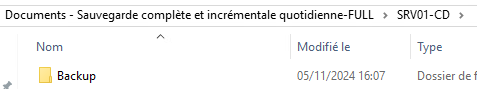 Documents - Sauvegarde complète et incrémentale quotidienne-FULL > SRV01-CD >
Nom Modifié le Type
Backup 05/11/2024 16:07 Dossier de f